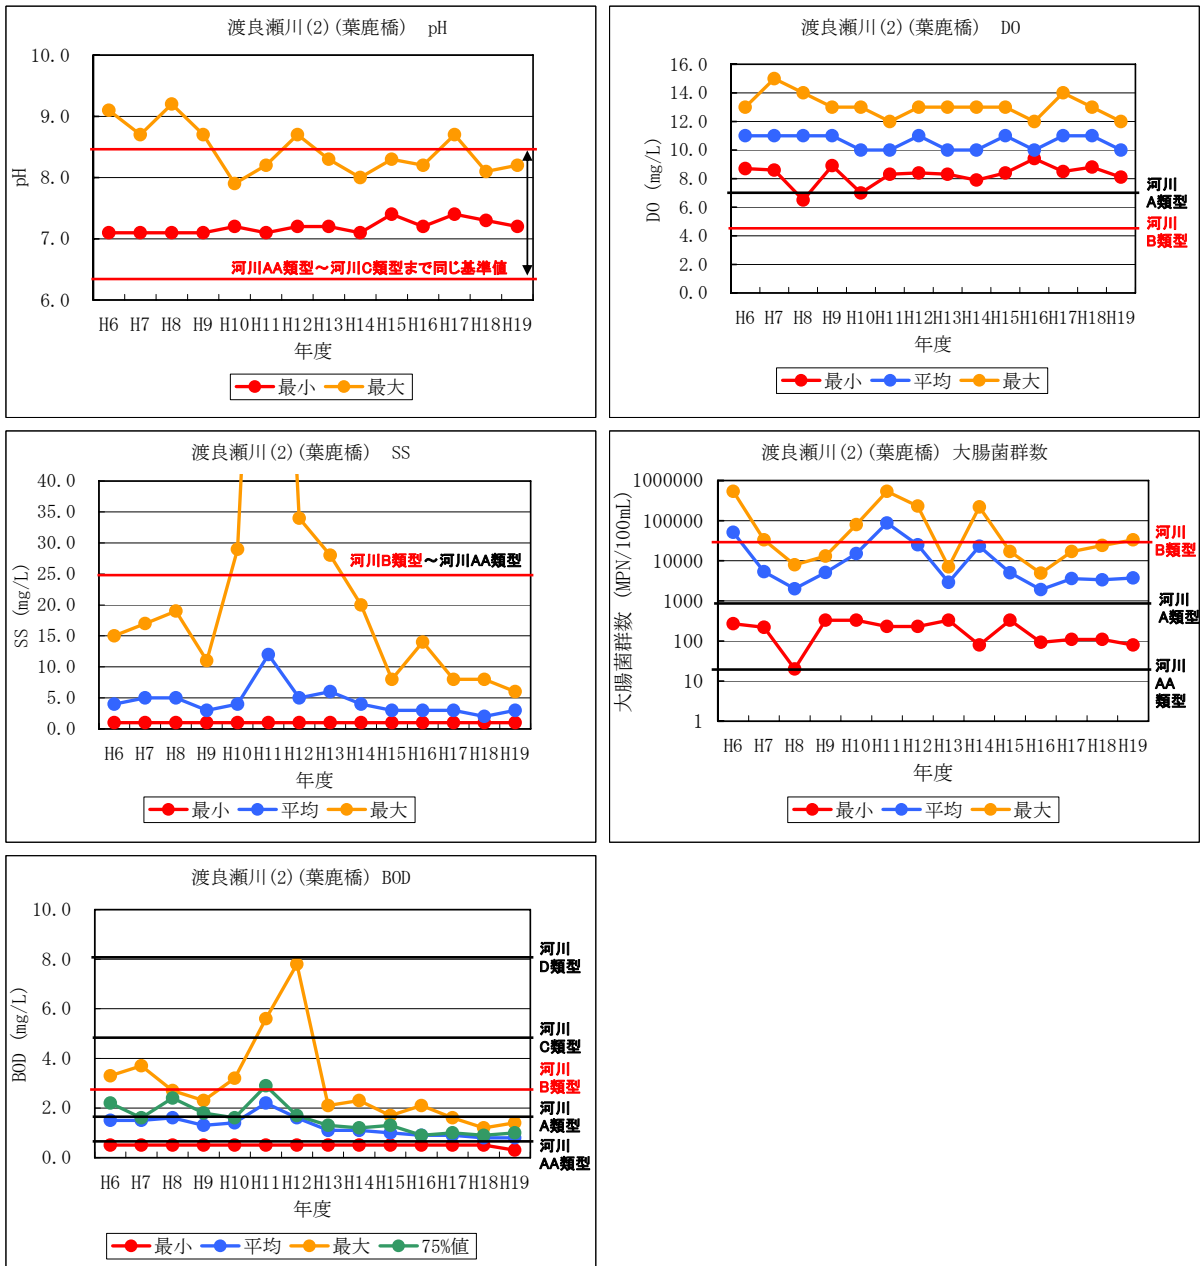 渡良瀬川(2)(葉鹿橋) pH
10.0
9.0
8.0
7.0
6.0
pH
河川AA類型～河川C類型まで同じ基準値
H6 H7 H8 H9 H10 H11 H12 H13 H14 H15 H16 H17 H18 H19
年度
最小 最大
渡良瀬川(2)(葉鹿橋) DO
16.0
14.0
12.0
10.0
8.0
6.0
4.0
2.0
0.0
DO (mg/L)
河川
A類型
河川
B類型
H6 H7 H8 H9 H10 H11 H12 H13 H14 H15 H16 H17 H18 H19
年度
最小 平均 最大
渡良瀬川(2)(葉鹿橋) SS
40.0
35.0
30.0
25.0
20.0
15.0
10.0
5.0
0.0
SS (mg/L)
河川B類型～河川AA類型
H6 H7 H8 H9 H10 H11 H12 H13 H14 H15 H16 H17 H18 H19
年度
最小 平均 最大
渡良瀬川(2)(葉鹿橋) 大腸菌群数
1000000
100000
10000
1000
100
10
1
大腸菌群数 (MPN/100mL)
河川
B類型
河川
A類型
河川
AA
類型
H6 H7 H8 H9 H10 H11 H12 H13 H14 H15 H16 H17 H18 H19
年度
最小 平均 最大
渡良瀬川(2)(葉鹿橋) BOD
10.0
8.0
6.0
4.0
2.0
0.0
BOD (mg/L)
河川
D類型
河川
C類型
河川
B類型
河川
A類型
河川
AA類型
H6 H7 H8 H9 H10 H11 H12 H13 H14 H15 H16 H17 H18 H19
年度
最小 平均 最大 75%値